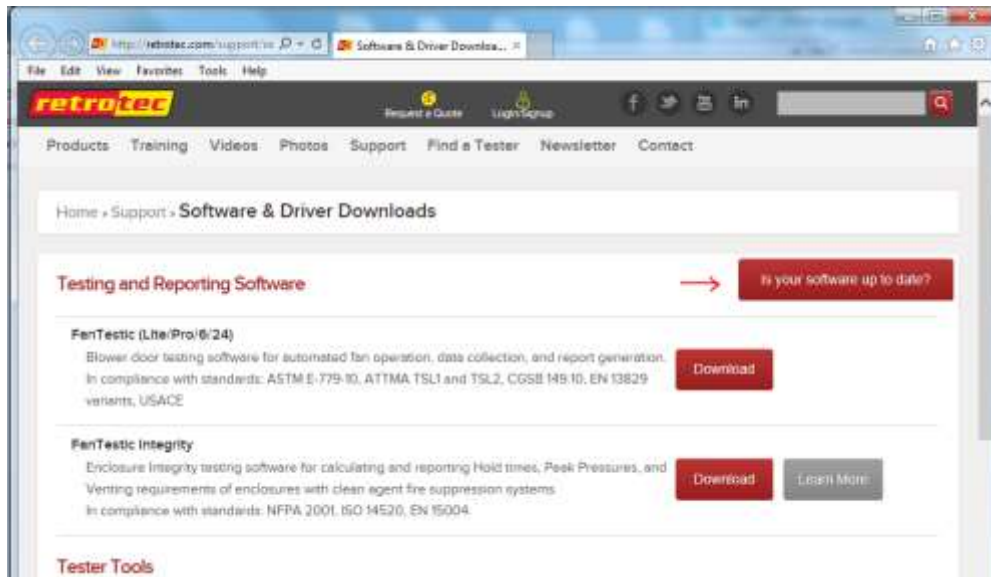 http://retrotec.com/support/so
Software & Driver Downloa...
File Edit View Favorites Tools Help
retrotec
Request a Quote Login/Signup
Products Training Videos Photos Support Find a Tester Newsletter Contact
Home » Support » Software & Driver Downloads
Testing and Reporting Software
Is your software up to date?
FanTestic (Lite/Pro/6/24)
Blower door testing software for automated fan operation, data collection, and report generation.
In compliance with standards: ASTM E-779-10, ATTMA TSL1 and TSL2, CGSB 149.10, EN 13829
variants, USACE
Download
FanTestic Integrity
Enclosure Integrity testing software for calculating and reporting Hold times, Peak Pressures, and
Venting requirements of enclosures with clean agent fire suppression systems
In compliance with standards: NFPA 2001, ISO 14520, EN 15004
Download Learn More
Tester Tools